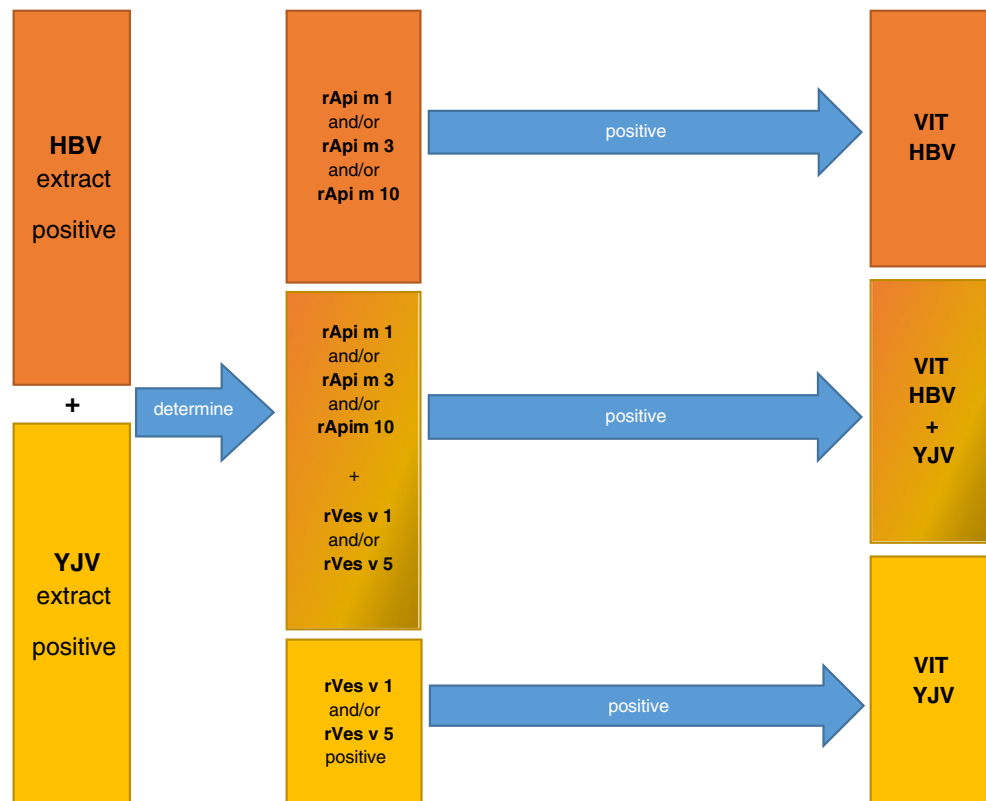 HBV
extract
positive
+
YJV
extract
positive
determine
rApi m 1
and/or
rApi m 3
and/or
rApi m 10
positive
VIT
HBV
rApi m 1
and/or
rApi m 3
and/or
rApim 10
+
rVes v 1
and/or
rVes v 5
positive
VIT
HBV
+
YJV
rVes v 1
and/or
rVes v 5
positive
positive
VIT
YJV